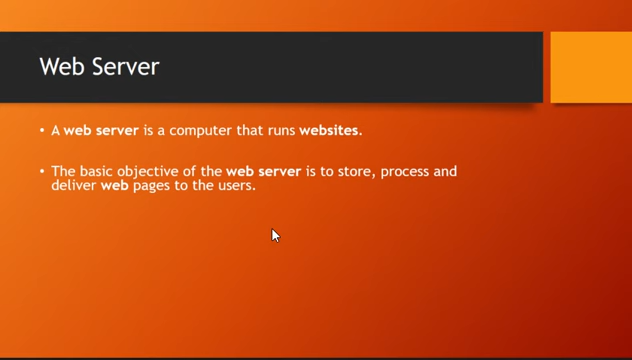 Web Server
• A web server is a computer that runs websites.
• The basic objective of the web server is to store, process and
deliver web pages to the users.